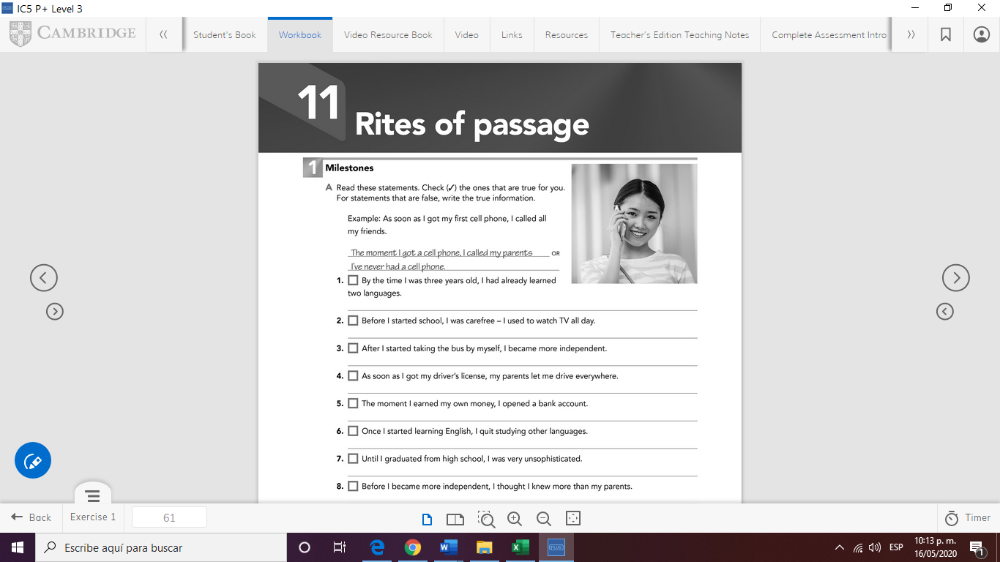 IC5 P+ Level 3
CAMBRIDGE
Student's Book
Workbook
Video Resource Book
Video
Links
Resources
Teacher's Edition Teaching Notes
Complete Assessment Intro
11
Rites of passage
1 Milestones
A Read these statements. Check (✓) the ones that are true for you.
For statements that are false, write the true information.
Example: As soon as I got my first cell phone, I called all
my friends.
The moment I got a cell phone, I called my parents OR
I've never had a cell phone.
1. By the time I was three years old, I had already learned
two languages.
2. Before I started school, I was carefree – I used to watch TV all day.
3. After I started taking the bus by myself, I became more independent.
4. As soon as I got my driver's license, my parents let me drive everywhere.
5. The moment I earned my own money, I opened a bank account.
6. Once I started learning English, I quit studying other languages.
7. Until I graduated from high school, I was very unsophisticated.
8. Before I became more independent, I thought I knew more than my parents.
Back
Exercise 1
61
Timer
Escribe aquí para buscar
ESP
10:13 p. m.
16/05/2020
1
PLUS